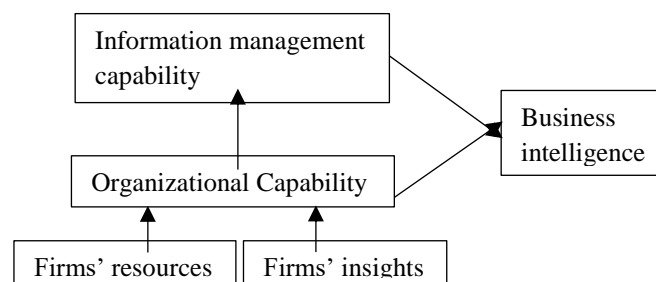 Information management
capability
Business
intelligence
Organizational Capability
Firms’ resources
Firms’ insights